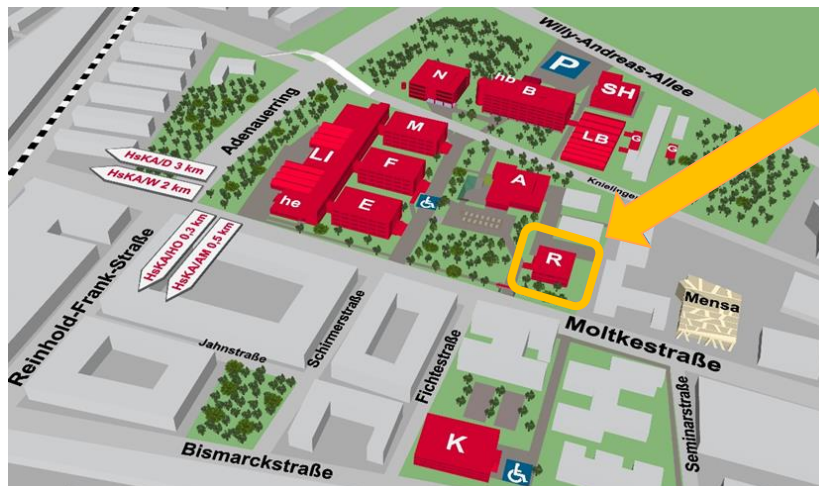 Willy-Andreas-Allee
P
N
hb
B
SH
Adenauerring
M
LB
G
G
LI
F
A
HsKA/D 3 km
HsKA/W 2 km
he
E
HsKA/HO 0,3 km
HsKA/AM 0,5 km
R
Mensa
Reinhold-Frank-Straße
Moltkestraße
Jahnstraße
Schirmerstraße
Fichtestraße
Seminarstraße
K
Bismarckstraße